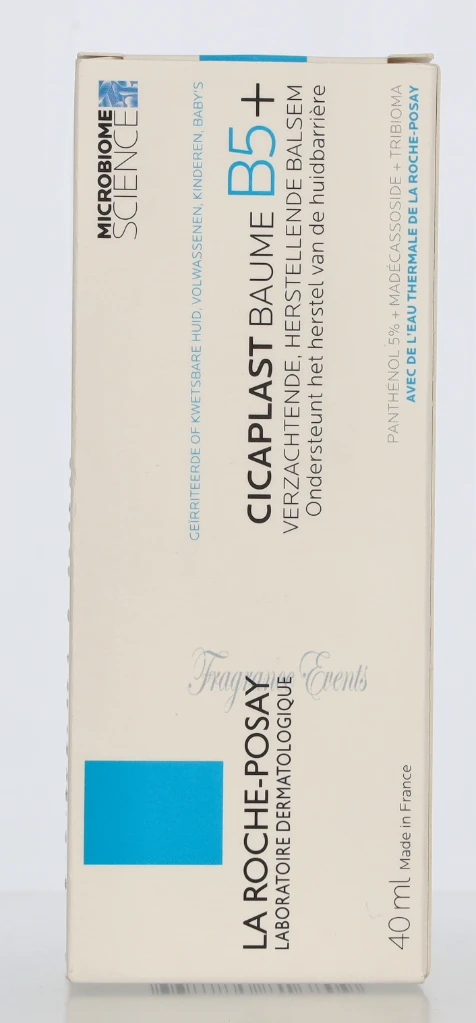 MICROBIOME
SCIENCE
GEÏRRITEERDE OF KWETSBARE HUID, VOLWASSENEN, KINDEREN, BABY'S
CICAPLAST BAUME B5+
VERZACHTENDE, HERSTELLENDE BALSEM
Ondersteunt het herstel van de huidbarrière
PANTHÉNOL 5% + MADÉCASSOSIDE + TRIBIOMA
AVEC DE L'EAU THERMALE DE LA ROCHE-POSAY
Fragrance Events
LA ROCHE-POSAY
LABORATOIRE DERMATOLOGIQUE
40 ml Made in France